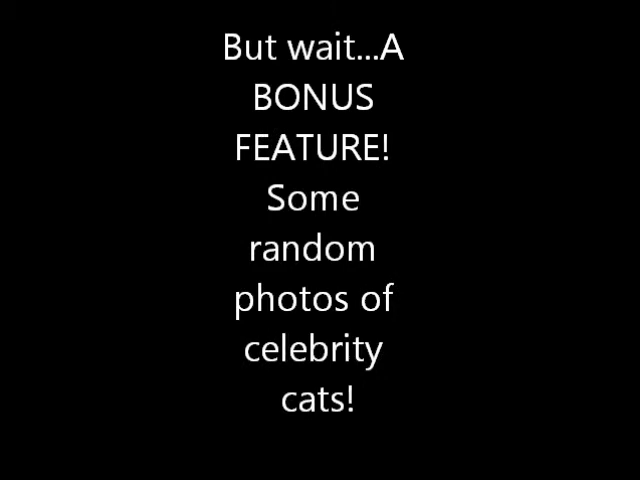 But wait...A
BONUS
FEATURE!
Some
random
photos of
celebrity
cats!